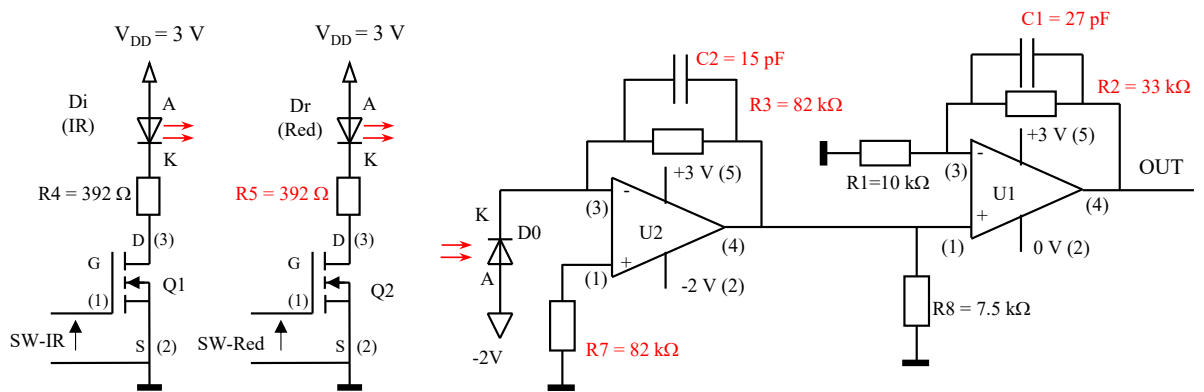 V_DD = 3 V
Di
(IR)
A
K
R4 = 392 Ω
D
(3)
G
(1)
Q1
SW-IR
S
(2)
V_DD = 3 V
Dr
(Red)
A
K
R5 = 392 Ω
D
(3)
G
(1)
Q2
SW-Red
S
(2)
C2 = 15 pF
R3 = 82 kΩ
+3 V (5)
-
(3)
U2
(4)
K
D0
A
+
(1)
-2 V (2)
-2V
R7 = 82 kΩ
C1 = 27 pF
R2 = 33 kΩ
+3 V (5)
-
(3)
R1=10 kΩ
U1
OUT
(4)
+
(1)
0 V (2)
R8 = 7.5 kΩ